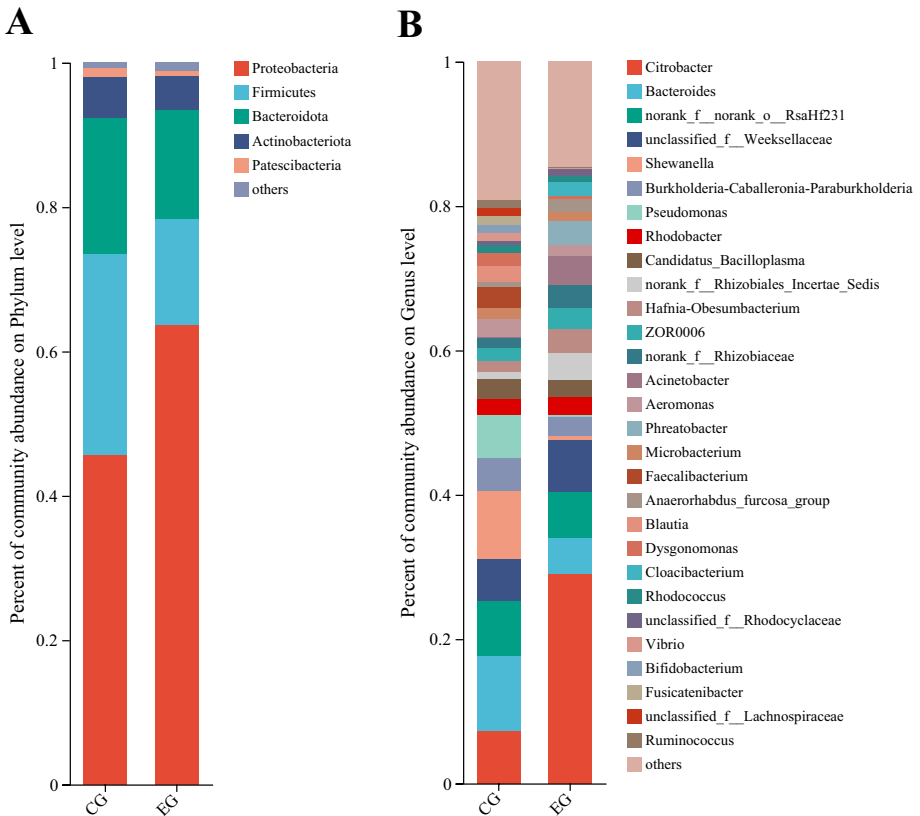 A
Percent of community abundance on Phylum level
1
0.8
0.6
0.4
0.2
0
CG
EG
Proteobacteria
Firmicutes
Bacteroidota
Actinobacteriota
Patescibacteria
others
B
Percent of community abundance on Genus level
1
0.8
0.6
0.4
0.2
0
CG
EG
Citrobacter
Bacteroides
norank_f__norank_o__RsaHf231
unclassified_f__Weeksellaceae
Shewanella
Burkholderia-Caballeronia-Paraburkholderia
Pseudomonas
Rhodobacter
Candidatus_Bacilloplasma
norank_f__Rhizobiales_Incertae_Sedis
Hafnia-Obesumbacterium
ZOR0006
norank_f__Rhizobiaceae
Acinetobacter
Aeromonas
Phreatobacter
Microbacterium
Faecalibacterium
Anaerorhabdus_furcosa_group
Blautia
Dysgonomonas
Cloacibacterium
Rhodococcus
unclassified_f__Rhodocyclaceae
Vibrio
Bifidobacterium
Fusicatenibacter
unclassified_f__Lachnospiraceae
Ruminococcus
others